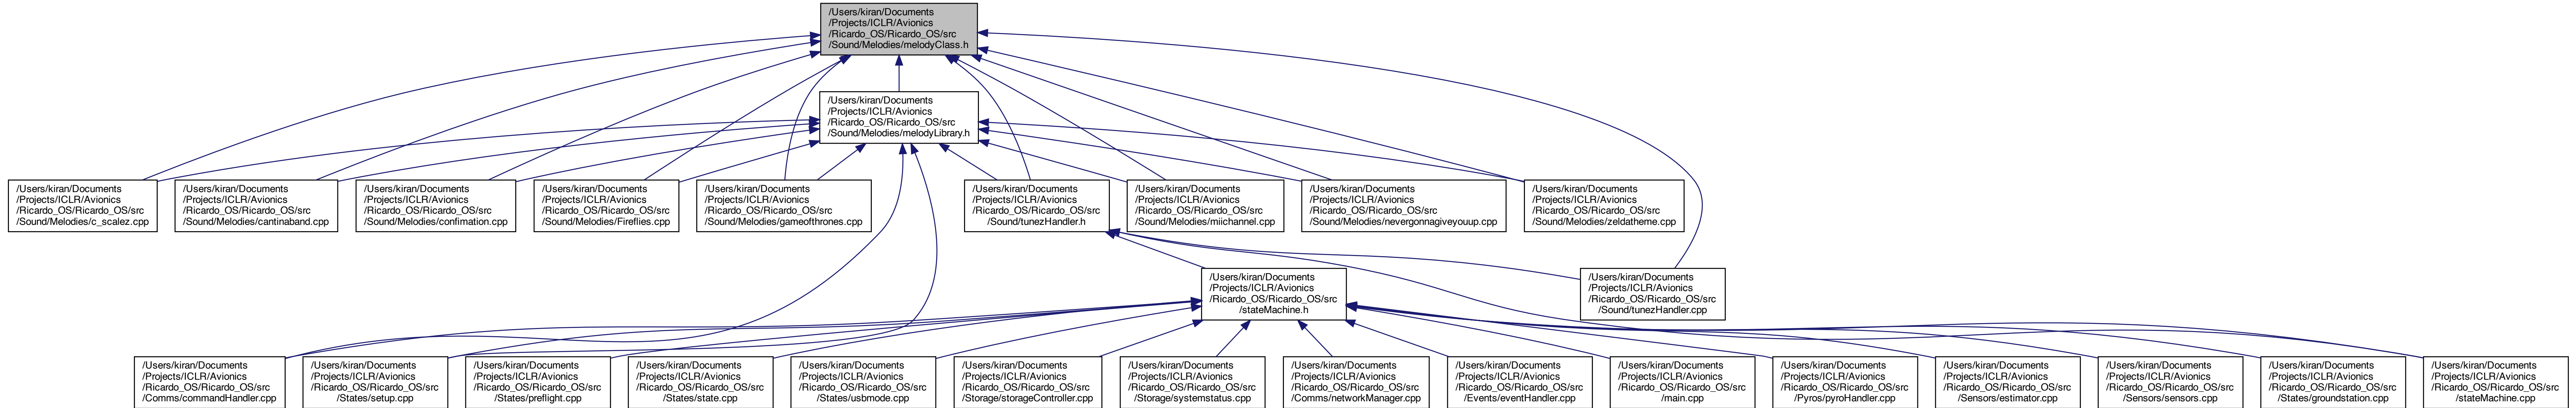 /Users/kiran/Documents
/Projects/ICLR/Avionics
/Ricardo_OS/Ricardo_OS/src
/Sound/Melodies/melodyClass.h
/Users/kiran/Documents
/Projects/ICLR/Avionics
/Ricardo_OS/Ricardo_OS/src
/Sound/Melodies/melodyLibrary.h
/Users/kiran/Documents
/Projects/ICLR/Avionics
/Ricardo_OS/Ricardo_OS/src
/Sound/Melodies/c_scalez.cpp
/Users/kiran/Documents
/Projects/ICLR/Avionics
/Ricardo_OS/Ricardo_OS/src
/Sound/Melodies/cantinaband.cpp
/Users/kiran/Documents
/Projects/ICLR/Avionics
/Ricardo_OS/Ricardo_OS/src
/Sound/Melodies/confimation.cpp
/Users/kiran/Documents
/Projects/ICLR/Avionics
/Ricardo_OS/Ricardo_OS/src
/Sound/Melodies/Fireflies.cpp
/Users/kiran/Documents
/Projects/ICLR/Avionics
/Ricardo_OS/Ricardo_OS/src
/Sound/Melodies/gameofthrones.cpp
/Users/kiran/Documents
/Projects/ICLR/Avionics
/Ricardo_OS/Ricardo_OS/src
/Sound/tunezHandler.h
/Users/kiran/Documents
/Projects/ICLR/Avionics
/Ricardo_OS/Ricardo_OS/src
/Sound/Melodies/miichannel.cpp
/Users/kiran/Documents
/Projects/ICLR/Avionics
/Ricardo_OS/Ricardo_OS/src
/Sound/Melodies/nevergonnagiveyouup.cpp
/Users/kiran/Documents
/Projects/ICLR/Avionics
/Ricardo_OS/Ricardo_OS/src
/Sound/Melodies/zeldatheme.cpp
/Users/kiran/Documents
/Projects/ICLR/Avionics
/Ricardo_OS/Ricardo_OS/src
/stateMachine.h
/Users/kiran/Documents
/Projects/ICLR/Avionics
/Ricardo_OS/Ricardo_OS/src
/Sound/tunezHandler.cpp
/Users/kiran/Documents
/Projects/ICLR/Avionics
/Ricardo_OS/Ricardo_OS/src
/Comms/commandHandler.cpp
/Users/kiran/Documents
/Projects/ICLR/Avionics
/Ricardo_OS/Ricardo_OS/src
/States/setup.cpp
/Users/kiran/Documents
/Projects/ICLR/Avionics
/Ricardo_OS/Ricardo_OS/src
/States/preflight.cpp
/Users/kiran/Documents
/Projects/ICLR/Avionics
/Ricardo_OS/Ricardo_OS/src
/States/state.cpp
/Users/kiran/Documents
/Projects/ICLR/Avionics
/Ricardo_OS/Ricardo_OS/src
/States/usbmode.cpp
/Users/kiran/Documents
/Projects/ICLR/Avionics
/Ricardo_OS/Ricardo_OS/src
/Storage/storageController.cpp
/Users/kiran/Documents
/Projects/ICLR/Avionics
/Ricardo_OS/Ricardo_OS/src
/Storage/systemstatus.cpp
/Users/kiran/Documents
/Projects/ICLR/Avionics
/Ricardo_OS/Ricardo_OS/src
/Comms/networkManager.cpp
/Users/kiran/Documents
/Projects/ICLR/Avionics
/Ricardo_OS/Ricardo_OS/src
/Events/eventHandler.cpp
/Users/kiran/Documents
/Projects/ICLR/Avionics
/Ricardo_OS/Ricardo_OS/src
/main.cpp
/Users/kiran/Documents
/Projects/ICLR/Avionics
/Ricardo_OS/Ricardo_OS/src
/Pyros/pyroHandler.cpp
/Users/kiran/Documents
/Projects/ICLR/Avionics
/Ricardo_OS/Ricardo_OS/src
/Sensors/estimator.cpp
/Users/kiran/Documents
/Projects/ICLR/Avionics
/Ricardo_OS/Ricardo_OS/src
/Sensors/sensors.cpp
/Users/kiran/Documents
/Projects/ICLR/Avionics
/Ricardo_OS/Ricardo_OS/src
/States/groundstation.cpp
/Users/kiran/Documents
/Projects/ICLR/Avionics
/Ricardo_OS/Ricardo_OS/src
/stateMachine.cpp